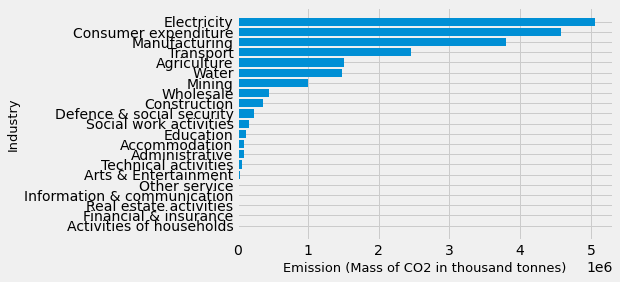 Industry
Electricity
Consumer expenditure
Manufacturing
Transport
Agriculture
Water
Mining
Wholesale
Construction
Defence & social security
Social work activities
Education
Accommodation
Administrative
Technical activities
Arts & Entertainment
Other service
Information & communication
Real estate activities
Financial & insurance
Activities of households
0 1 2 3 4 5
1e6
Emission (Mass of CO2 in thousand tonnes)